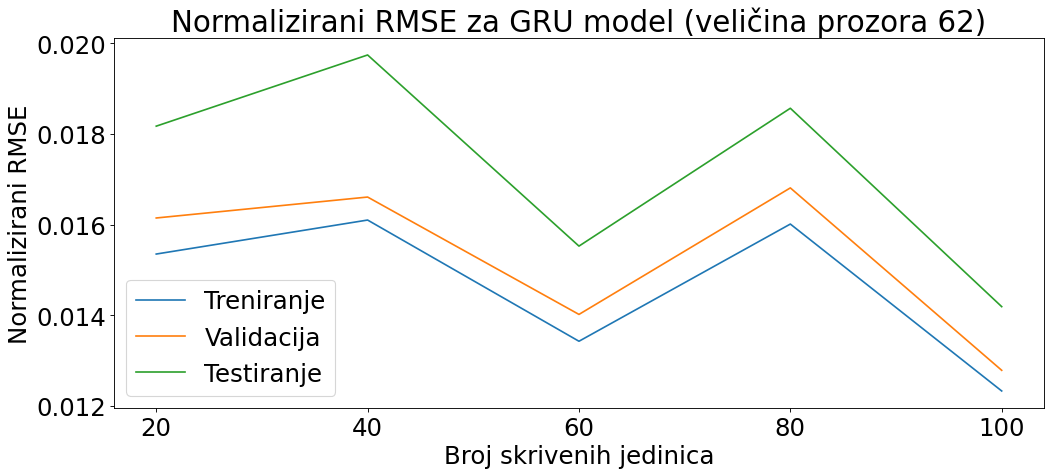 Normalizirani RMSE za GRU model (veličina prozora 62)
Normalizirani RMSE
0.020
0.018
0.016
0.014
0.012
Treniranje
Validacija
Testiranje
20 40 60 80 100
Broj skrivenih jedinica